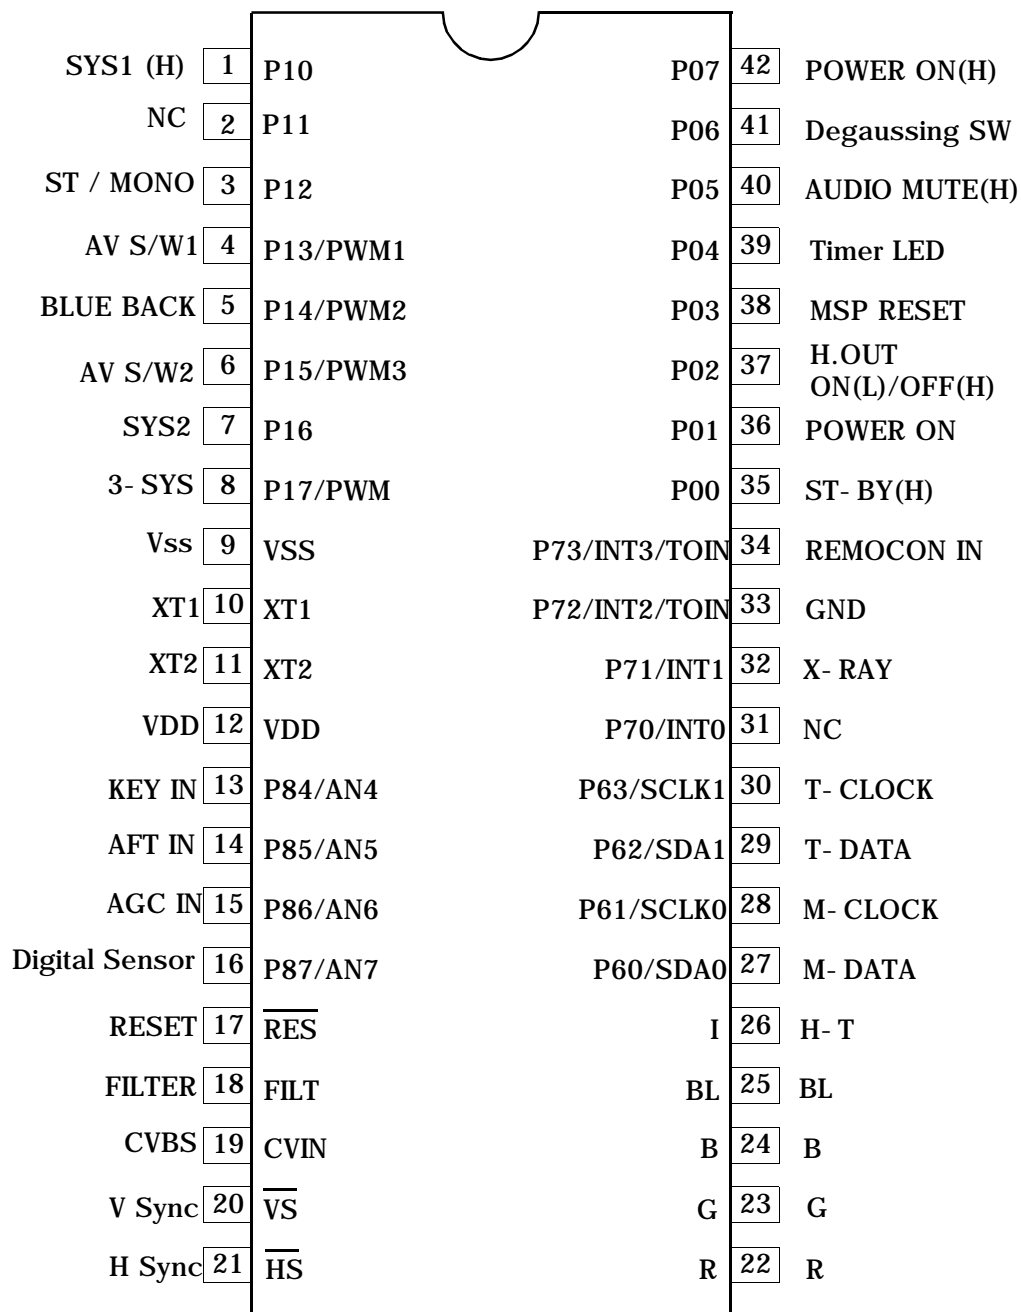 SYS1 (H) 1 P10 P07 42 POWER ON(H)
NC 2 P11 P06 41 Degaussing SW
ST / MONO 3 P12 P05 40 AUDIO MUTE(H)
AV S/W1 4 P13/PWM1 P04 39 Timer LED
BLUE BACK 5 P14/PWM2 P03 38 MSP RESET
AV S/W2 6 P15/PWM3 P02 37 H.OUT
ON(L)/OFF(H)
SYS2 7 P16 P01 36 POWER ON
3-SYS 8 P17/PWM P00 35 ST-BY(H)
Vss 9 VSS P73/INT3/TOIN 34 REMOCON IN
XT1 10 XT1 P72/INT2/TOIN 33 GND
XT2 11 XT2 P71/INT1 32 X-RAY
VDD 12 VDD P70/INT0 31 NC
KEY IN 13 P84/AN4 P63/SCLK1 30 T-CLOCK
AFT IN 14 P85/AN5 P62/SDA1 29 T-DATA
AGC IN 15 P86/AN6 P61/SCLK0 28 M-CLOCK
Digital Sensor 16 P87/AN7 P60/SDA0 27 M-DATA
RESET 17 R̅E̅S̅ I 26 H-T
FILTER 18 FILT BL 25 BL
CVBS 19 CVIN B 24 B
V Sync 20 V̅S̅ G 23 G
H Sync 21 H̅S̅ R 22 R